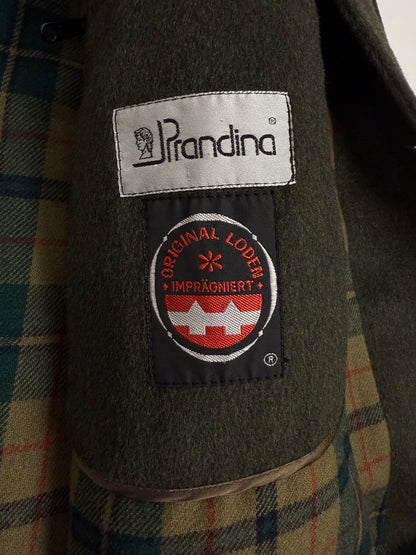 Prandina ®
ORIGINAL LODEN
IMPRÄGNIERT
®